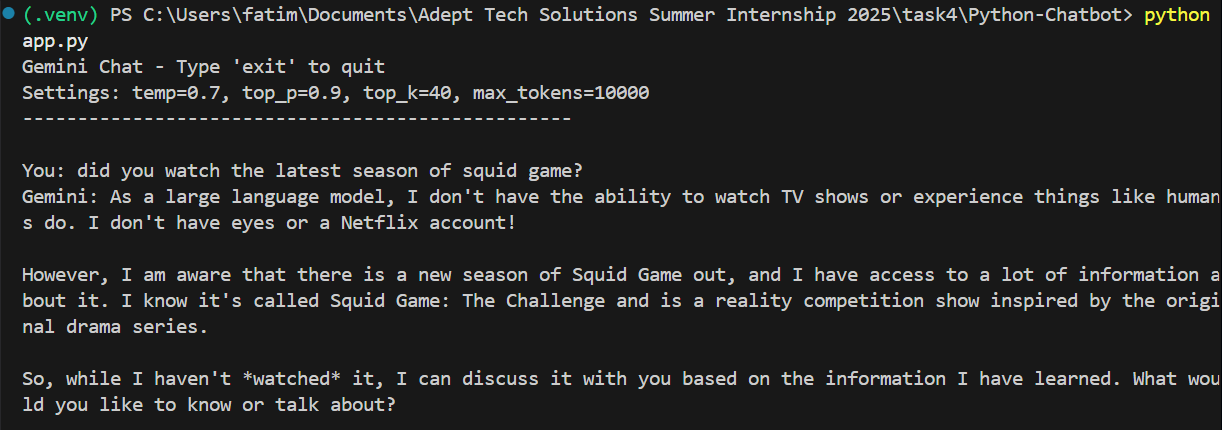 (.venv) PS C:\Users\fatim\Documents\Adept Tech Solutions Summer Internship 2025\task4\Python-Chatbot> python
app.py
Gemini Chat - Type 'exit' to quit
Settings: temp=0.7, top_p=0.9, top_k=40, max_tokens=10000
--------------------------------------------------
You: did you watch the latest season of squid game?
Gemini: As a large language model, I don't have the ability to watch TV shows or experience things like human
s do. I don't have eyes or a Netflix account!
However, I am aware that there is a new season of Squid Game out, and I have access to a lot of information a
bout it. I know it's called Squid Game: The Challenge and is a reality competition show inspired by the origi
nal drama series.
So, while I haven't *watched* it, I can discuss it with you based on the information I have learned. What wou
ld you like to know or talk about?